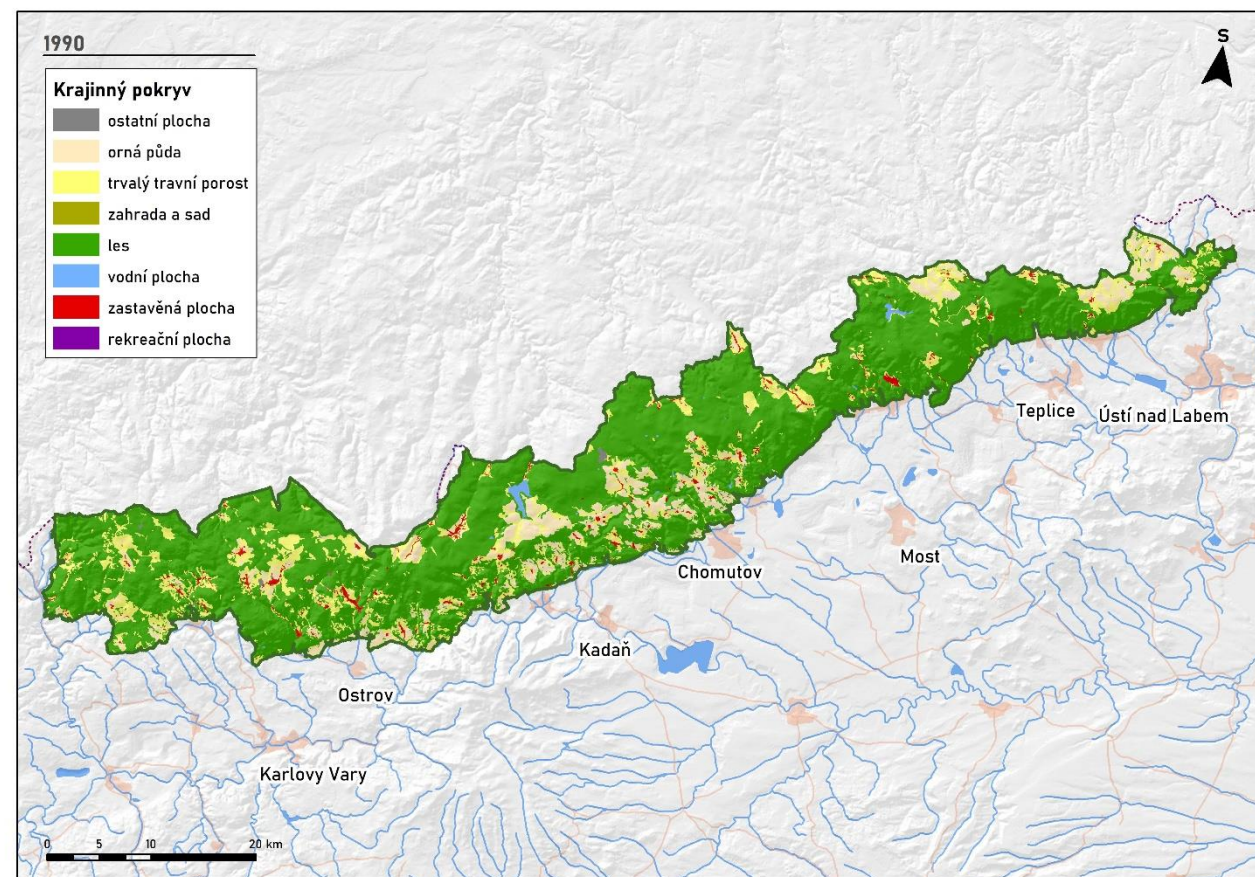 1990
S
Krajinný pokryv
ostatní plocha
orná půda
trvalý travní porost
zahrada a sad
les
vodní plocha
zastavěná plocha
rekreační plocha
Teplice
Ústí nad Labem
Most
Chomutov
Kadaň
Ostrov
Karlovy Vary
0 5 10 20 km